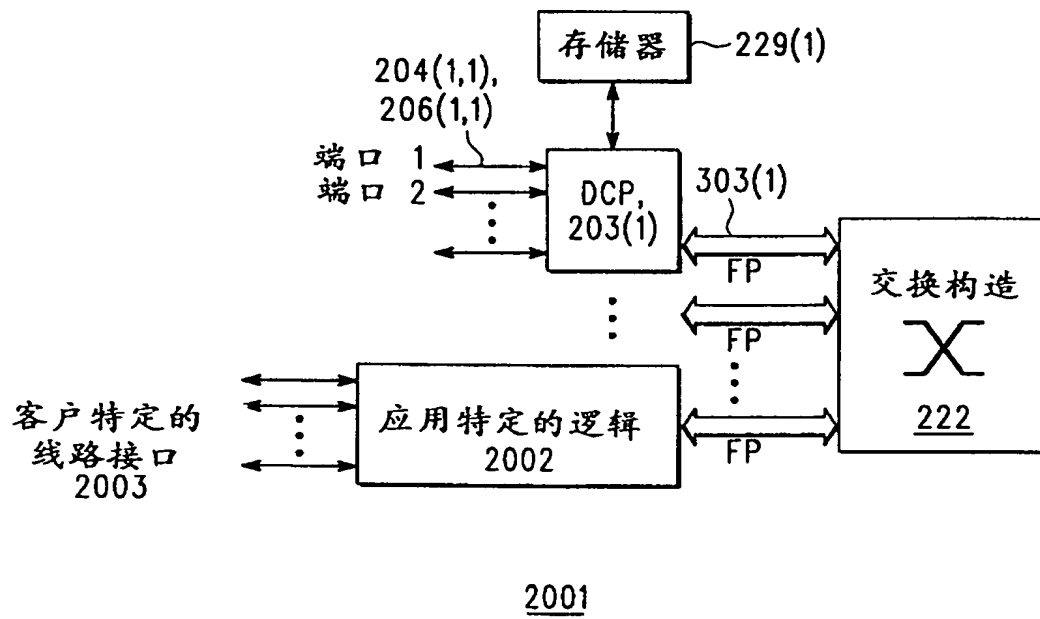 存储器
229(1)
204(1,1),
206(1,1)
端口 1
端口 2
DCP,
203(1)
303(1)
FP
FP
FP
交换构造
222
客户特定的
线路接口
2003
应用特定的逻辑
2002
2001